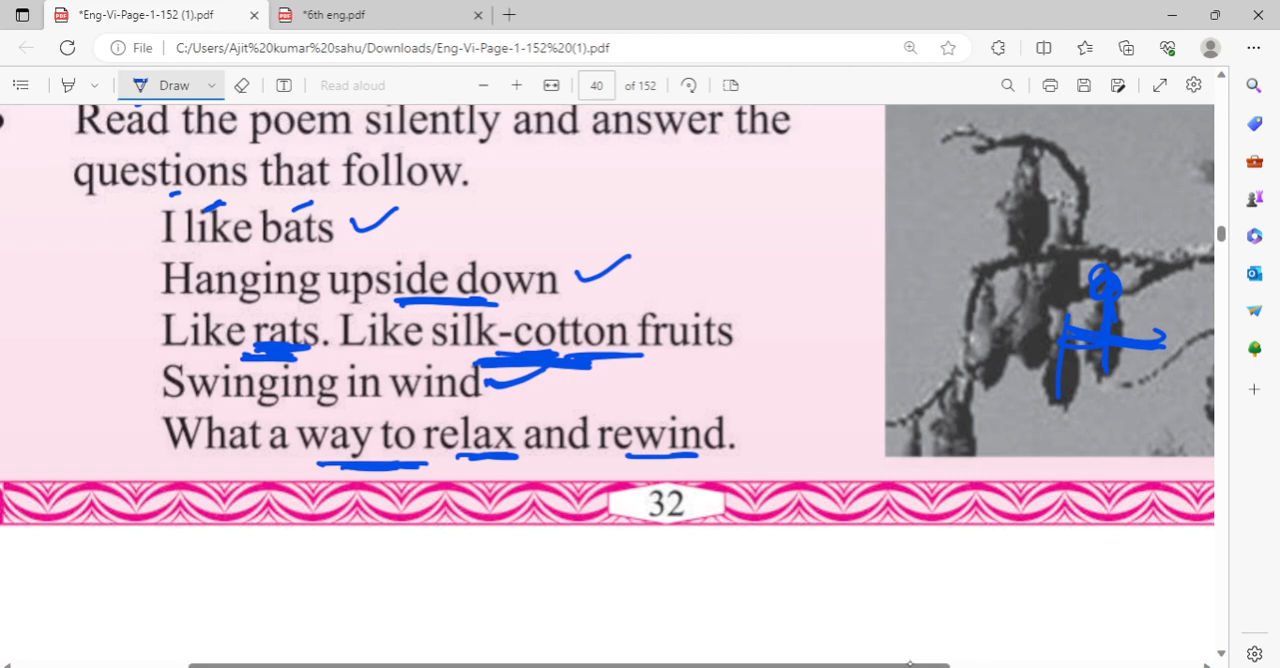 *Eng-Vi-Page-1-152 (1).pdf
*6th eng.pdf
File
C:/Users/Ajit%20kumar%20sahu/Downloads/Eng-Vi-Page-1-152%20(1).pdf
Draw
Read aloud
40
of 152
Read the poem silently and answer the
questions that follow.
I like bats
Hanging upside down
Like rats. Like silk-cotton fruits
Swinging in wind
What a way to relax and rewind.
32